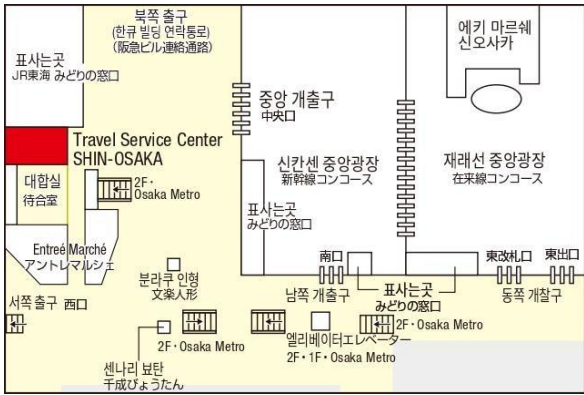 북쪽 출구
(한큐 빌딩 연락통로)
(阪急ビル連絡通路)
표사는곳
JR東海 みどりの窓口
에키 마르쉐
신오사카
중앙 개출구
中央口
Travel Service Center
SHIN-OSAKA
신칸센 중앙광장
新幹線コンコース
재래선 중앙광장
在来線コンコース
대합실
待合室
2F・
Osaka Metro
표사는곳
みどりの窓口
Entreé Marché
アントレマルシェ
분라쿠 인형
文楽人形
南口
남쪽 개출구
표사는곳
みどりの窓口
東改札口
東出口
동쪽 개찰구
서쪽 출구 西口
센나리 뵤탄
千成びょうたん
2F・Osaka Metro
엘리베이터エレベーター
2F・1F・Osaka Metro
2F・Osaka Metro